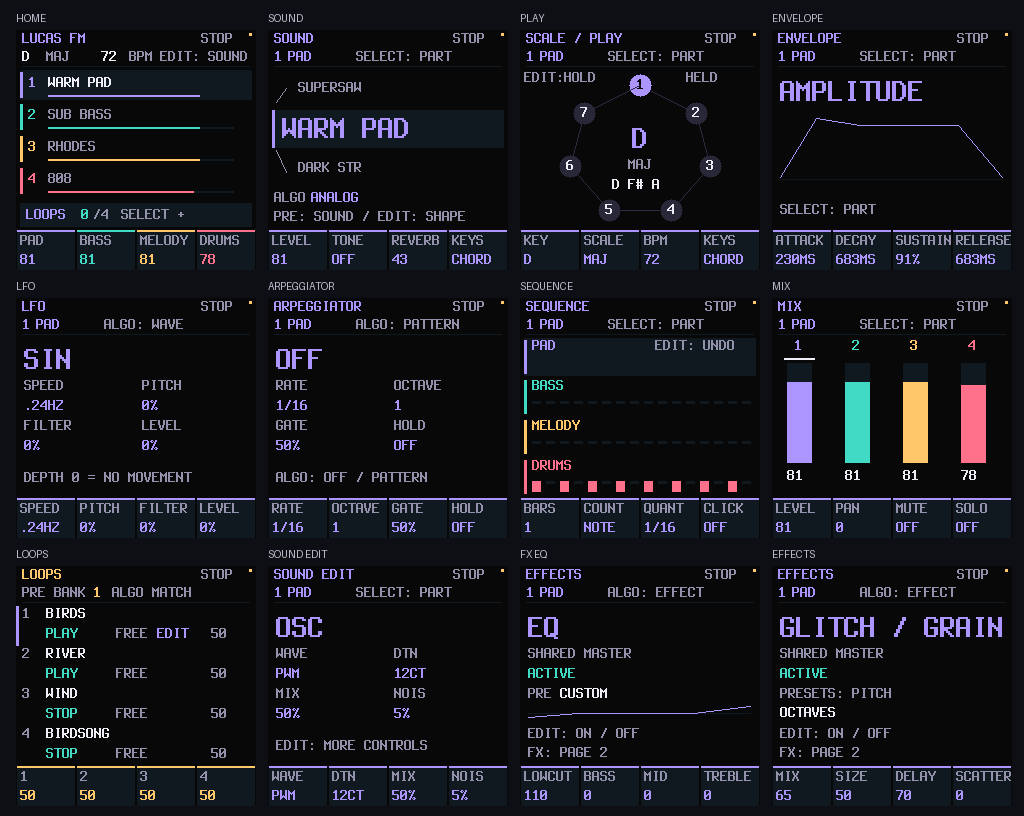 HOME
LUCAS FM STOP
D MAJ 72 BPM EDIT: SOUND
1 WARM PAD
2 SUB BASS
3 RHODES
4 808
LOOPS 0/4 SELECT +
PAD BASS MELODY DRUMS
81 81 81 78
SOUND
SOUND STOP
1 PAD SELECT: PART
SUPERSAW
WARM PAD
DARK STR
ALGO ANALOG
PRE: SOUND / EDIT: SHAPE
LEVEL TONE REVERB KEYS
81 OFF 43 CHORD
PLAY
SCALE / PLAY STOP
1 PAD SELECT: PART
EDIT:HOLD HELD
1
7 2
D
MAJ
6 3
D F# A
5 4
KEY SCALE BPM KEYS
D MAJ 72 CHORD
ENVELOPE
ENVELOPE STOP
1 PAD SELECT: PART
AMPLITUDE
SELECT: PART
ATTACK DECAY SUSTAIN RELEASE
230MS 683MS 91% 683MS
LFO
LFO STOP
1 PAD ALGO: WAVE
SIN
SPEED PITCH
.24HZ 0%
FILTER LEVEL
0% 0%
DEPTH 0 = NO MOVEMENT
SPEED PITCH FILTER LEVEL
.24HZ 0% 0% 0%
ARPEGGIATOR
ARPEGGIATOR STOP
1 PAD ALGO: PATTERN
OFF
RATE OCTAVE
1/16 1
GATE HOLD
50% OFF
ALGO: OFF / PATTERN
RATE OCTAVE GATE HOLD
1/16 1 50% OFF
SEQUENCE
SEQUENCE STOP
1 PAD SELECT: PART
PAD EDIT: UNDO
BASS
MELODY
DRUMS
BARS COUNT QUANT CLICK
1 NOTE 1/16 OFF
MIX
MIX STOP
1 PAD SELECT: PART
1 2 3 4
81 81 81 78
LEVEL PAN MUTE SOLO
81 0 OFF OFF
LOOPS
LOOPS STOP
PRE BANK 1 ALGO MATCH
1 BIRDS
PLAY FREE EDIT 50
2 RIVER
PLAY FREE 50
3 WIND
STOP FREE 50
4 BIRDSONG
STOP FREE 50
1 2 3 4
50 50 50 50
SOUND EDIT
SOUND EDIT STOP
1 PAD SELECT: PART
OSC
WAVE DTN
PWM 12CT
MIX NOIS
50% 5%
EDIT: MORE CONTROLS
WAVE DTN MIX NOIS
PWM 12CT 50% 5%
FX EQ
EFFECTS STOP
1 PAD ALGO: EFFECT
EQ
SHARED MASTER
ACTIVE
PRE CUSTOM
EDIT: ON / OFF
FX: PAGE 2
LOWCUT BASS MID TREBLE
110 0 0 0
EFFECTS
EFFECTS STOP
1 PAD ALGO: EFFECT
GLITCH / GRAIN
SHARED MASTER
ACTIVE
PRESETS: PITCH
OCTAVES
EDIT: ON / OFF
FX: PAGE 2
MIX SIZE DELAY SCATTER
65 50 70 0